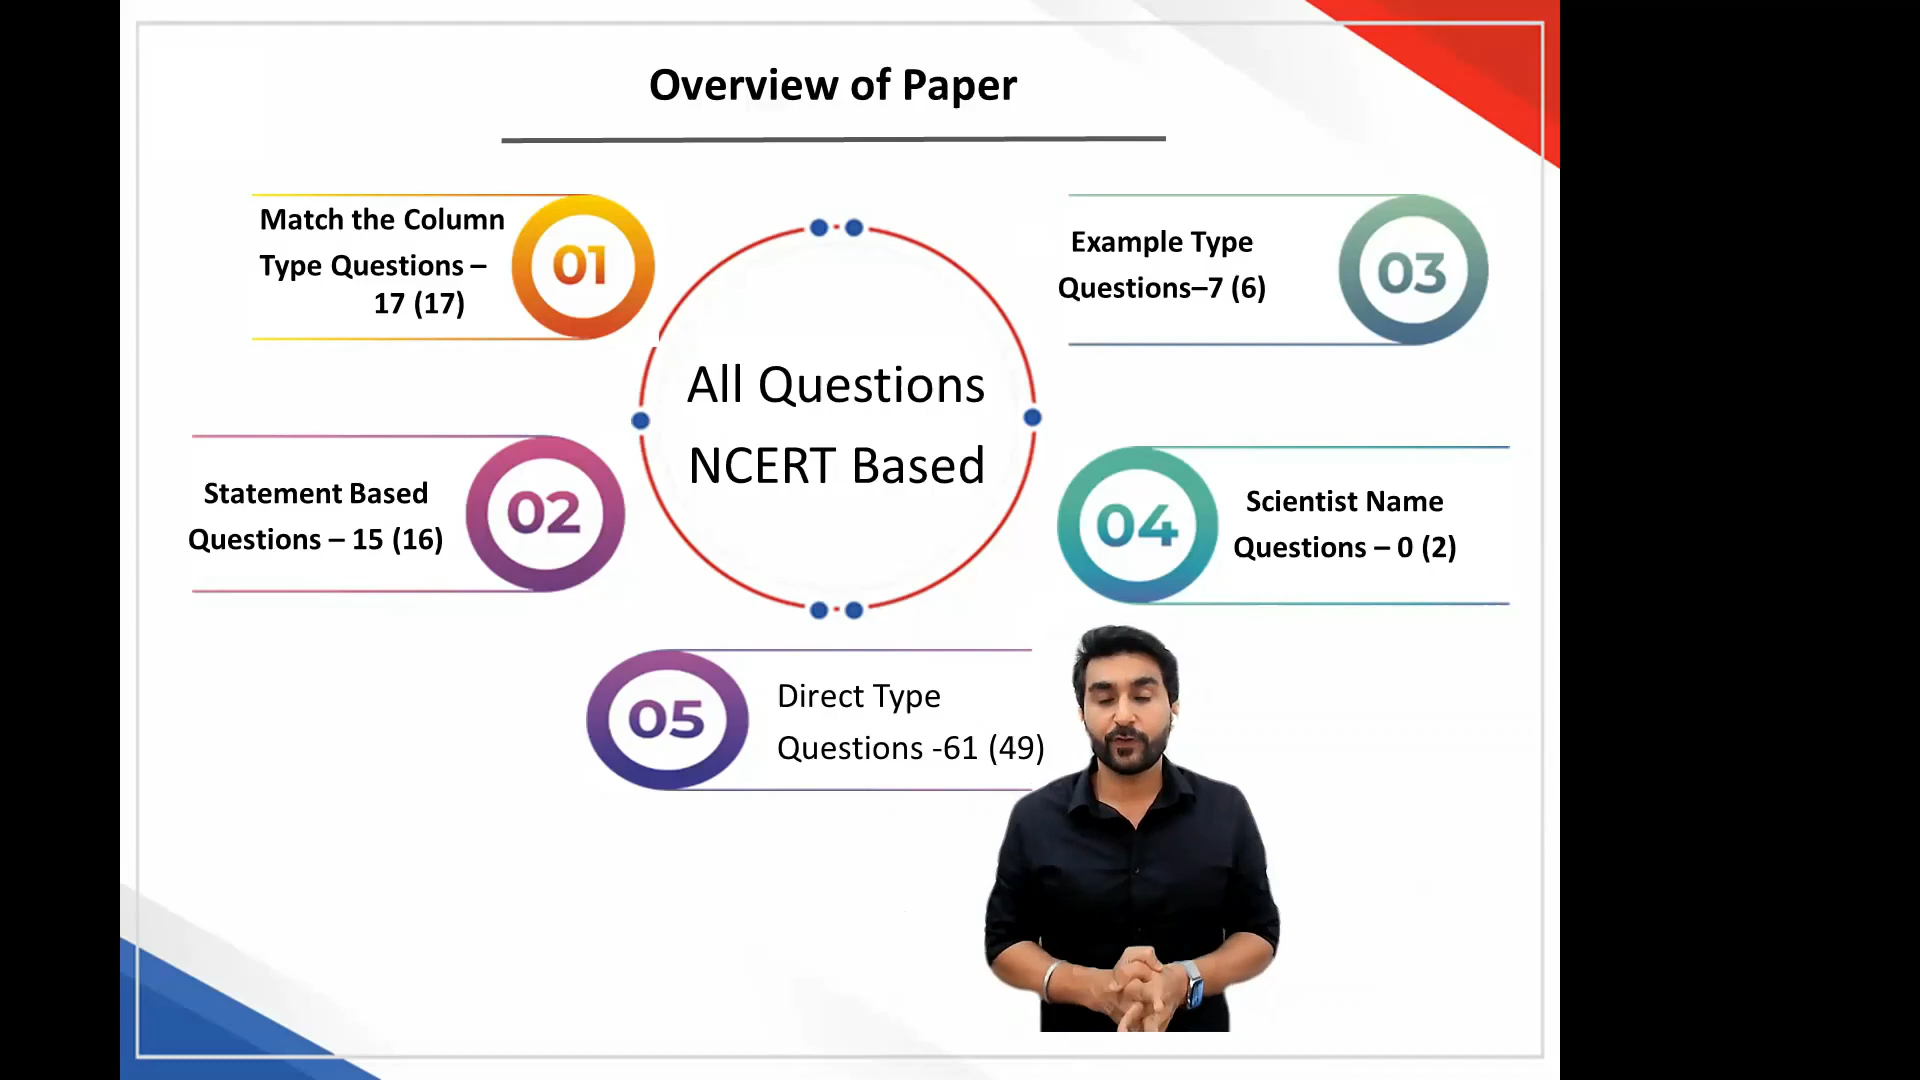 Overview of Paper
Match the Column
Type Questions –
17 (17)
01
Statement Based
Questions – 15 (16)
02
All Questions
NCERT Based
Example Type
Questions–7 (6)
03
04
Scientist Name
Questions – 0 (2)
05
Direct Type
Questions -61 (49)